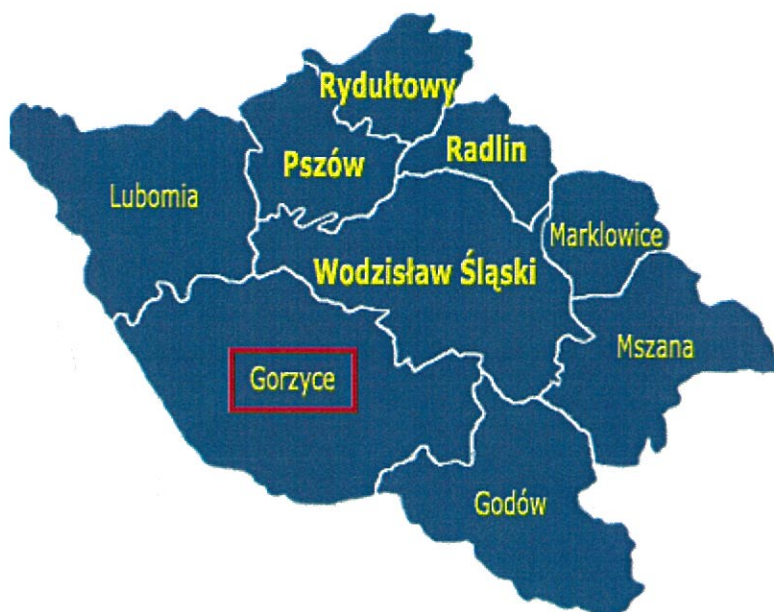 Rydułtowy
Pszów
Radlin
Lubomia
Marklowice
Wodzisław Śląski
Mszana
Gorzyce
Godów